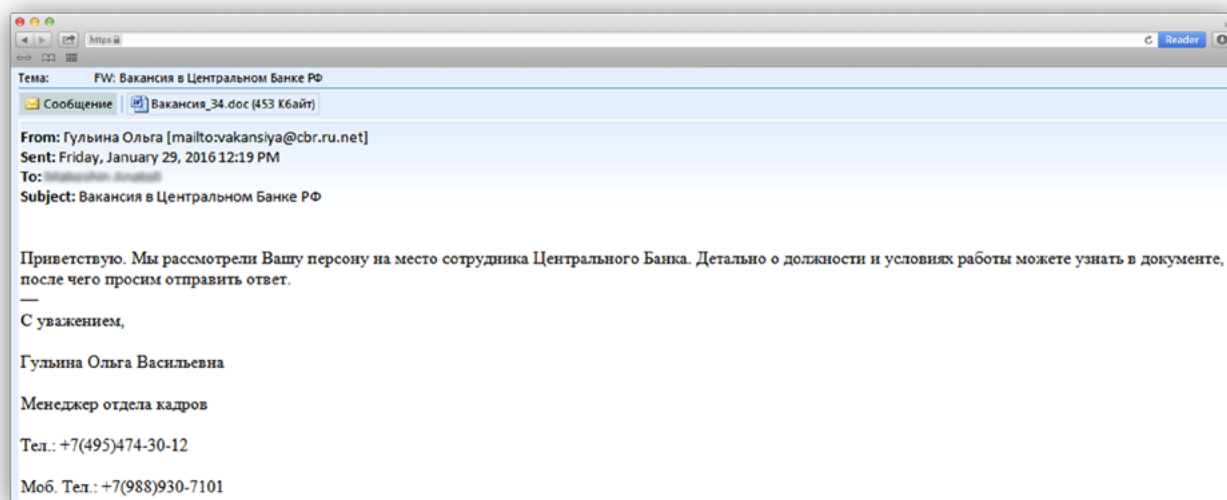 https
Reader
Тема: FW: Вакансия в Центральном Банке РФ
Сообщение Вакансия_34.doc (453 Кбайт)
From: Гульина Ольга [mailto:vakansiya@cbr.ru.net]
Sent: Friday, January 29, 2016 12:19 PM
To:
Subject: Вакансия в Центральном Банке РФ
Приветствую. Мы рассмотрели Вашу персону на место сотрудника Центрального Банка. Детально о должности и условиях работы можете узнать в документе,
после чего просим отправить ответ.
—
С уважением,
Гульина Ольга Васильевна
Менеджер отдела кадров
Тел.: +7(495)474-30-12
Моб. Тел.: +7(988)930-7101